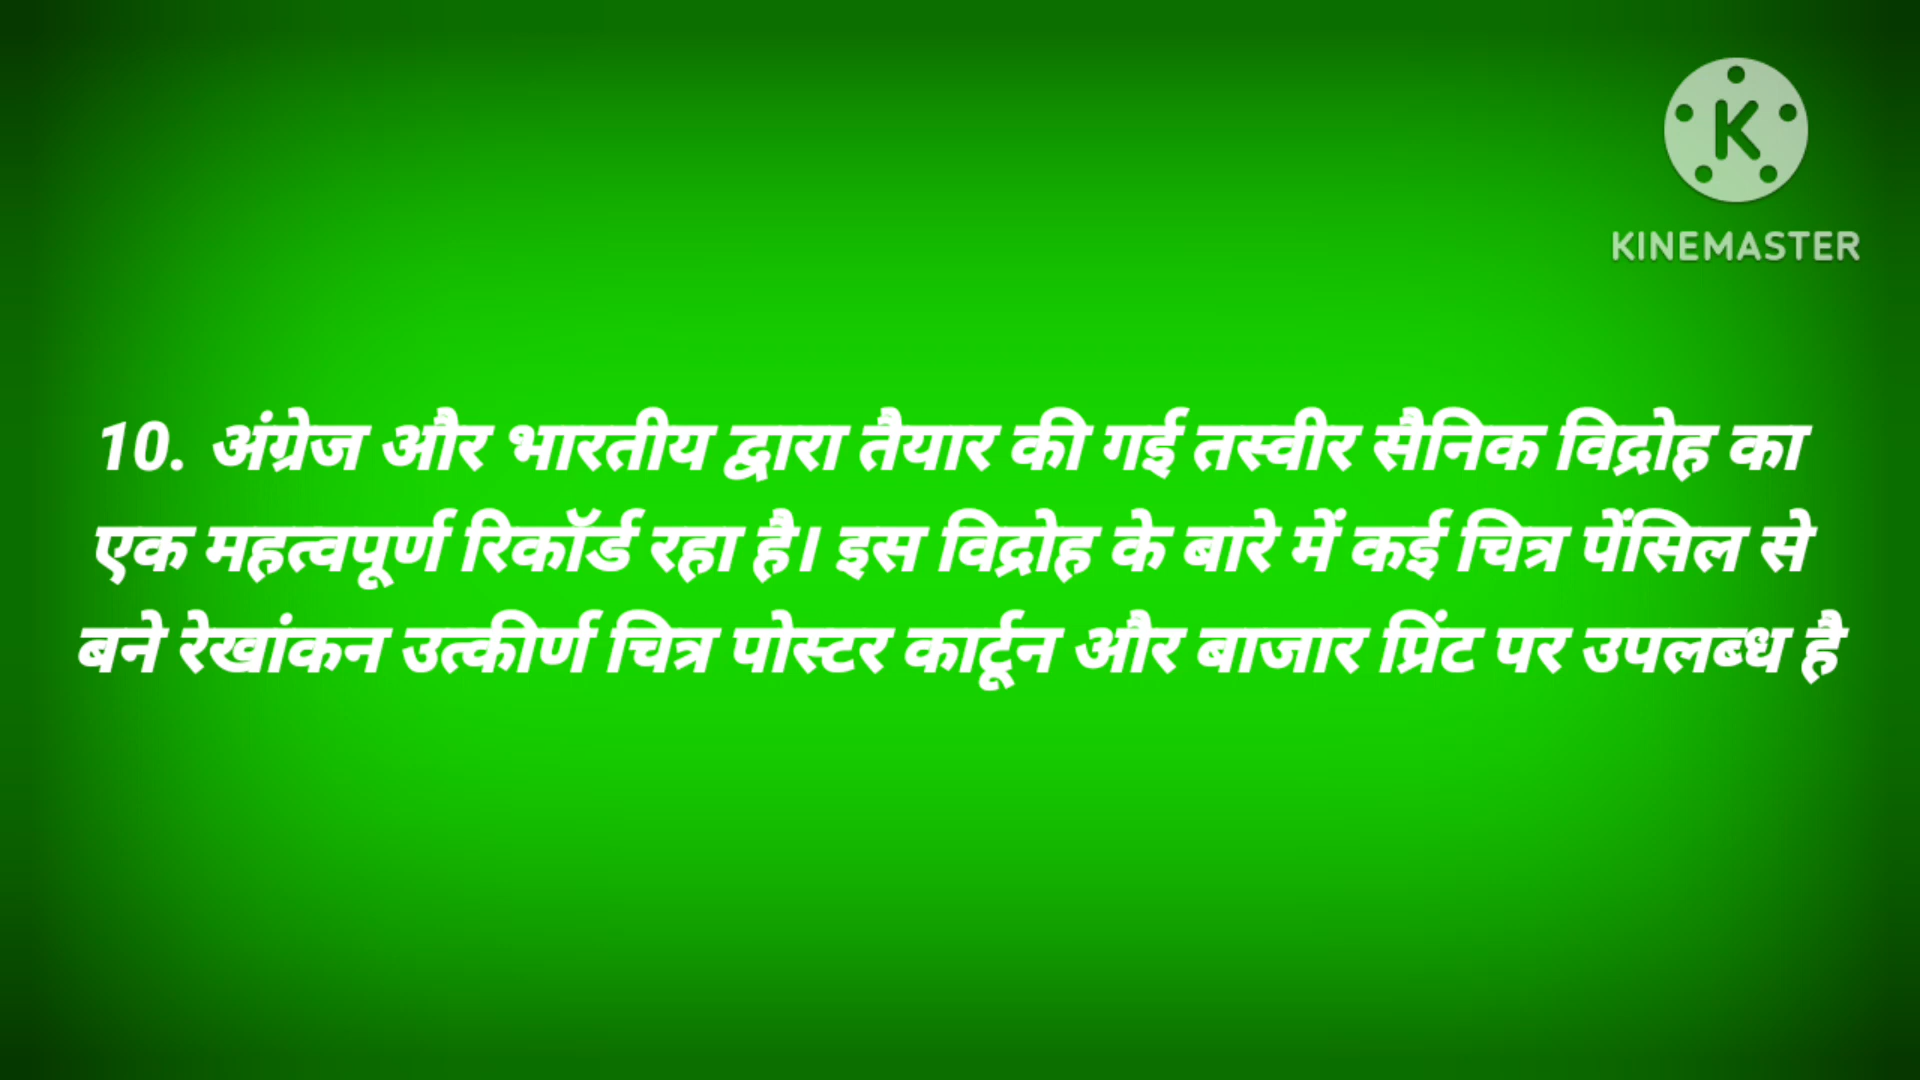 K
KINEMASTER
10. अंग्रेज और भारतीय द्वारा तैयार की गई तस्वीर सैनिक विद्रोह का
एक महत्वपूर्ण रिकॉर्ड रहा है। इस विद्रोह के बारे में कई चित्र पेंसिल से
बने रेखांकन उत्कीर्ण चित्र पोस्टर कार्टून और बाजार प्रिंट पर उपलब्ध है